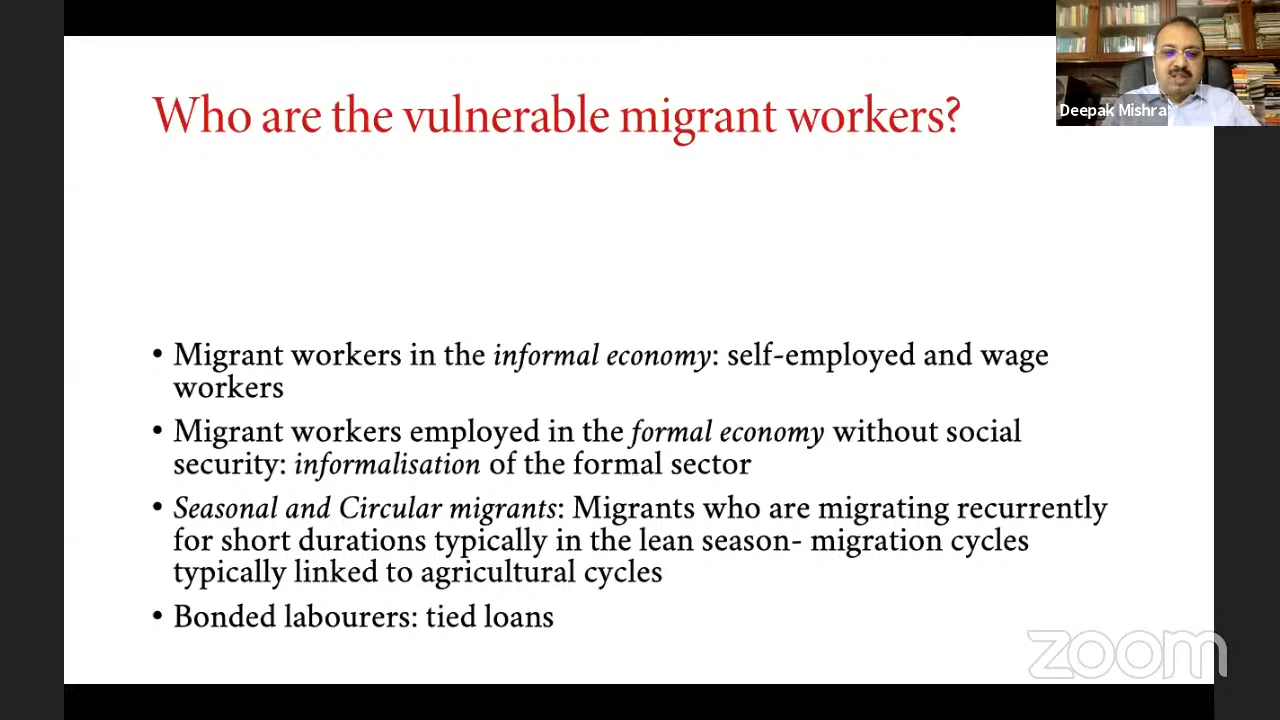 Who are the vulnerable migrant workers?
Deepak Mishra
• Migrant workers in the informal economy: self-employed and wage
workers
• Migrant workers employed in the formal economy without social
security: informalisation of the formal sector
• Seasonal and Circular migrants: Migrants who are migrating recurrently
for short durations typically in the lean season- migration cycles
typically linked to agricultural cycles
• Bonded labourers: tied loans
zoom